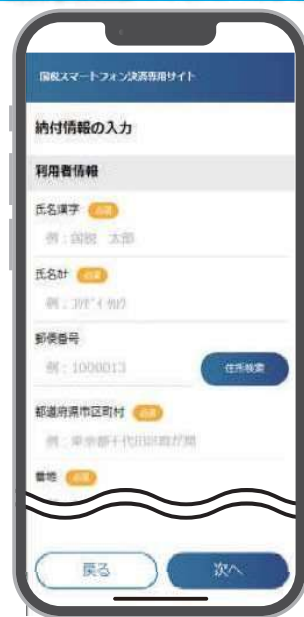 国税スマートフォン決済専用サイト
納付情報の入力
利用者情報
氏名漢字 必須
例：国税 太郎
氏名ｶﾅ 必須
例：ｺｸｾﾞｲ ﾀﾛｳ
郵便番号
例：1000013
住所検索
都道府県市区町村 必須
例：東京都千代田区霞が関
番地 必須
戻る
次へ